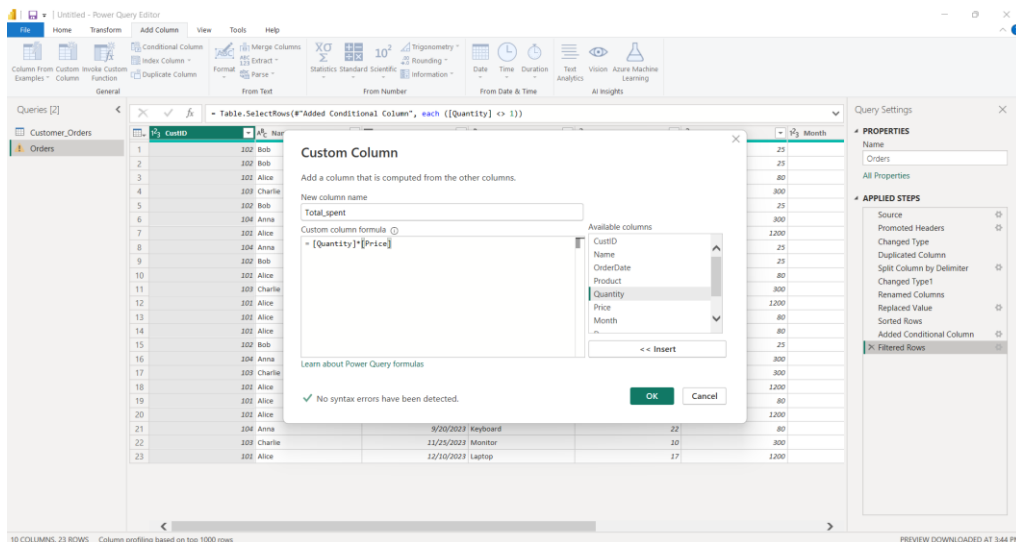 Untitled - Power Query Editor
File Home Transform Add Column View Tools Help
Column From Examples Custom Column Invoke Custom Function
Conditional Column
Index Column
Duplicate Column
General
Format
Merge Columns
ABC 123 Extract
Parse
From Text
Statistics Standard Scientific
10²
Trigonometry
Rounding
Information
From Number
Date Time Duration
From Date & Time
Text Analytics Vision Azure Machine Learning
AI Insights
Queries [2]
Customer_Orders
Orders
fx = Table.SelectRows(#"Added Conditional Column", each ([Quantity] <> 1))
CustID
Month
1 102 Bob 25
2 102 Bob 25
3 101 Alice 80
4 103 Charlie 300
5 102 Bob 25
6 104 Anna 300
7 101 Alice 1200
8 104 Anna 25
9 102 Bob 25
10 101 Alice 80
11 103 Charlie 300
12 101 Alice 1200
13 101 Alice 80
14 101 Alice 80
15 102 Bob 25
16 104 Anna 300
17 103 Charlie 300
18 101 Alice 1200
19 101 Alice 80
20 101 Alice 1200
21 104 Anna 9/20/2023 Keyboard 22 80
22 103 Charlie 11/25/2023 Monitor 10 300
23 101 Alice 12/10/2023 Laptop 17 1200
Custom Column
Add a column that is computed from the other columns.
New column name
Total_spent
Custom column formula
= [Quantity]*[Price]
Available columns
CustID
Name
OrderDate
Product
Quantity
Price
Month
<< Insert
Learn about Power Query formulas
No syntax errors have been detected.
OK Cancel
Query Settings
PROPERTIES
Name
Orders
All Properties
APPLIED STEPS
Source
Promoted Headers
Changed Type
Duplicated Column
Split Column by Delimiter
Changed Type1
Renamed Columns
Replaced Value
Sorted Rows
Added Conditional Column
Filtered Rows
10 COLUMNS, 23 ROWS Column profiling based on top 1000 rows
PREVIEW DOWNLOADED AT 3:44 P